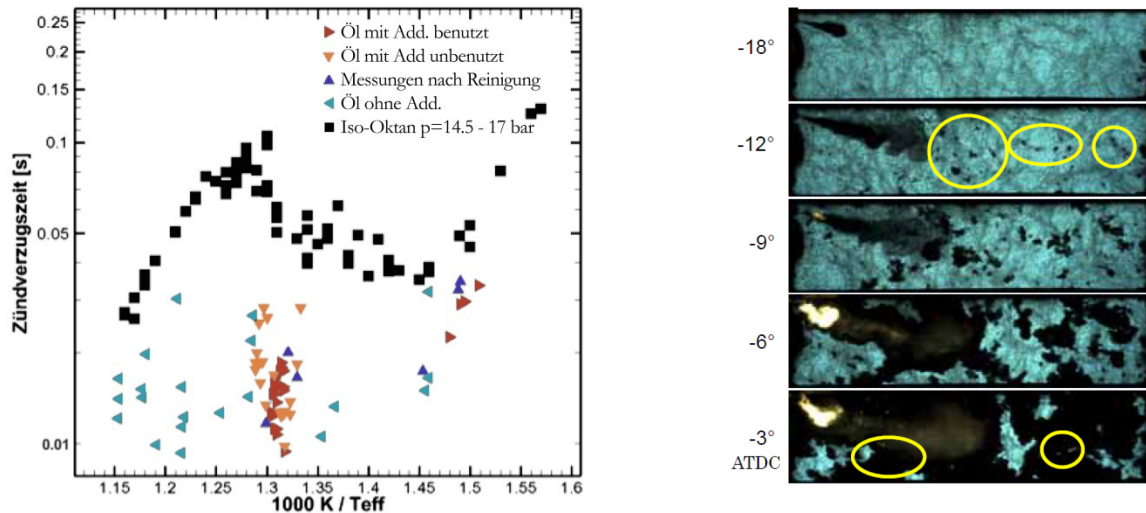 0.25
0.2
0.15
0.1
0.05
0.01
Zündverzugszeit [s]
Öl mit Add. benutzt
Öl mit Add unbenutzt
Messungen nach Reinigung
Öl ohne Add.
Iso-Oktan p=14.5 - 17 bar
1.15 1.2 1.25 1.3 1.35 1.4 1.45 1.5 1.55 1.6
1000 K / Teff
-18°
-12°
-9°
-6°
-3°
ATDC